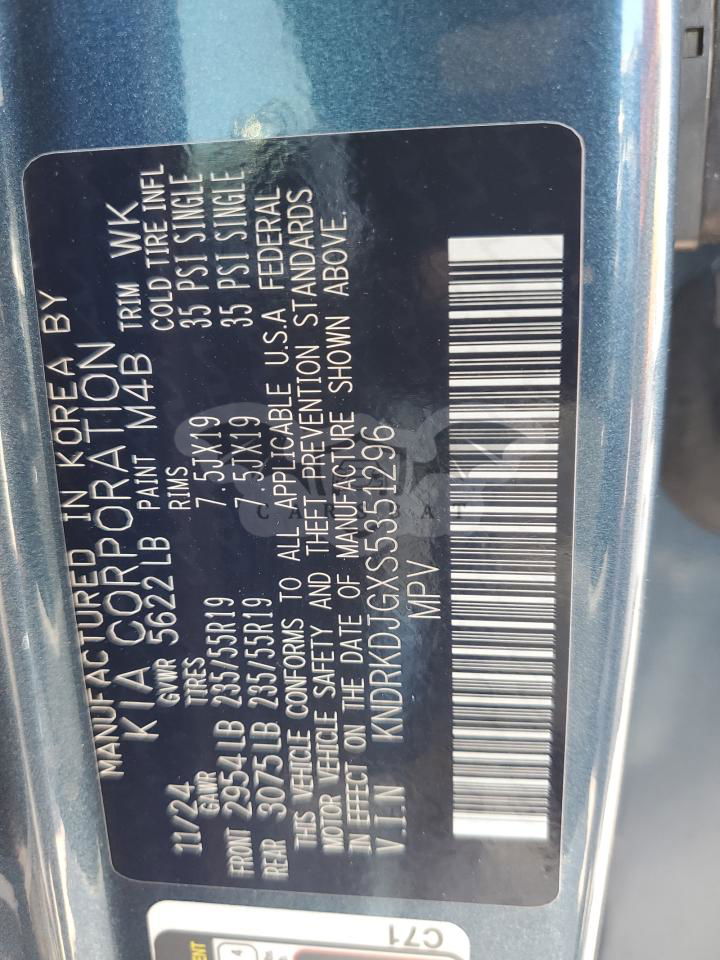 MANUFACTURED IN KOREA BY
KIA CORPORATION
11/24 GVWR 5622 LB PAINT M4B TRIM WK
GAWR TIRES RIMS COLD TIRE INFL
FRONT 2954LB 235/55R19 7.5JX19 35 PSI SINGLE
REAR 3075LB 235/55R19 7.5JX19 35 PSI SINGLE
THIS VEHICLE CONFORMS TO ALL APPLICABLE U.S.A FEDERAL
MOTOR VEHICLE SAFETY AND THEFT PREVENTION STANDARDS
IN EFFECT ON THE DATE OF MANUFACTURE SHOWN ABOVE.
V.I.N KNDRKDJGXS5351296
MPV
C71